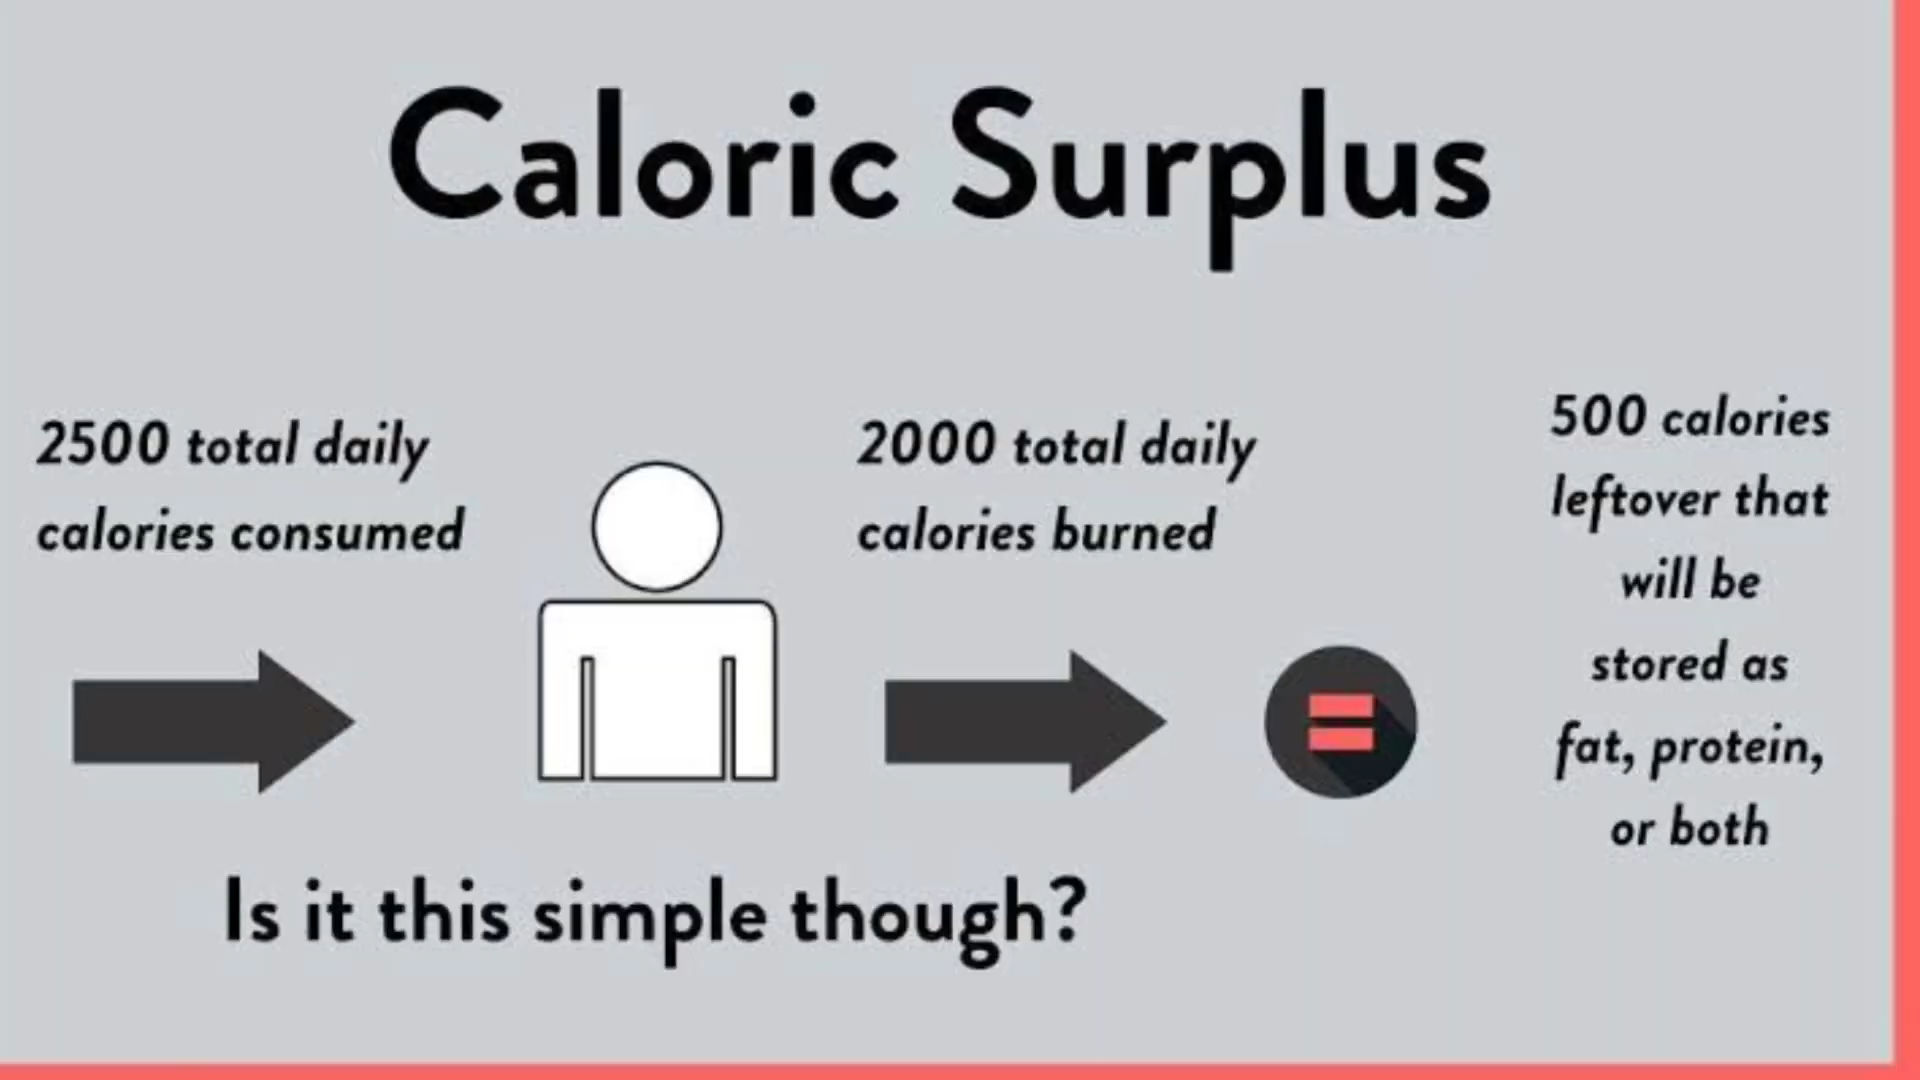 Caloric Surplus
2500 total daily
calories consumed
2000 total daily
calories burned
500 calories
leftover that
will be
stored as
fat, protein,
or both
Is it this simple though?